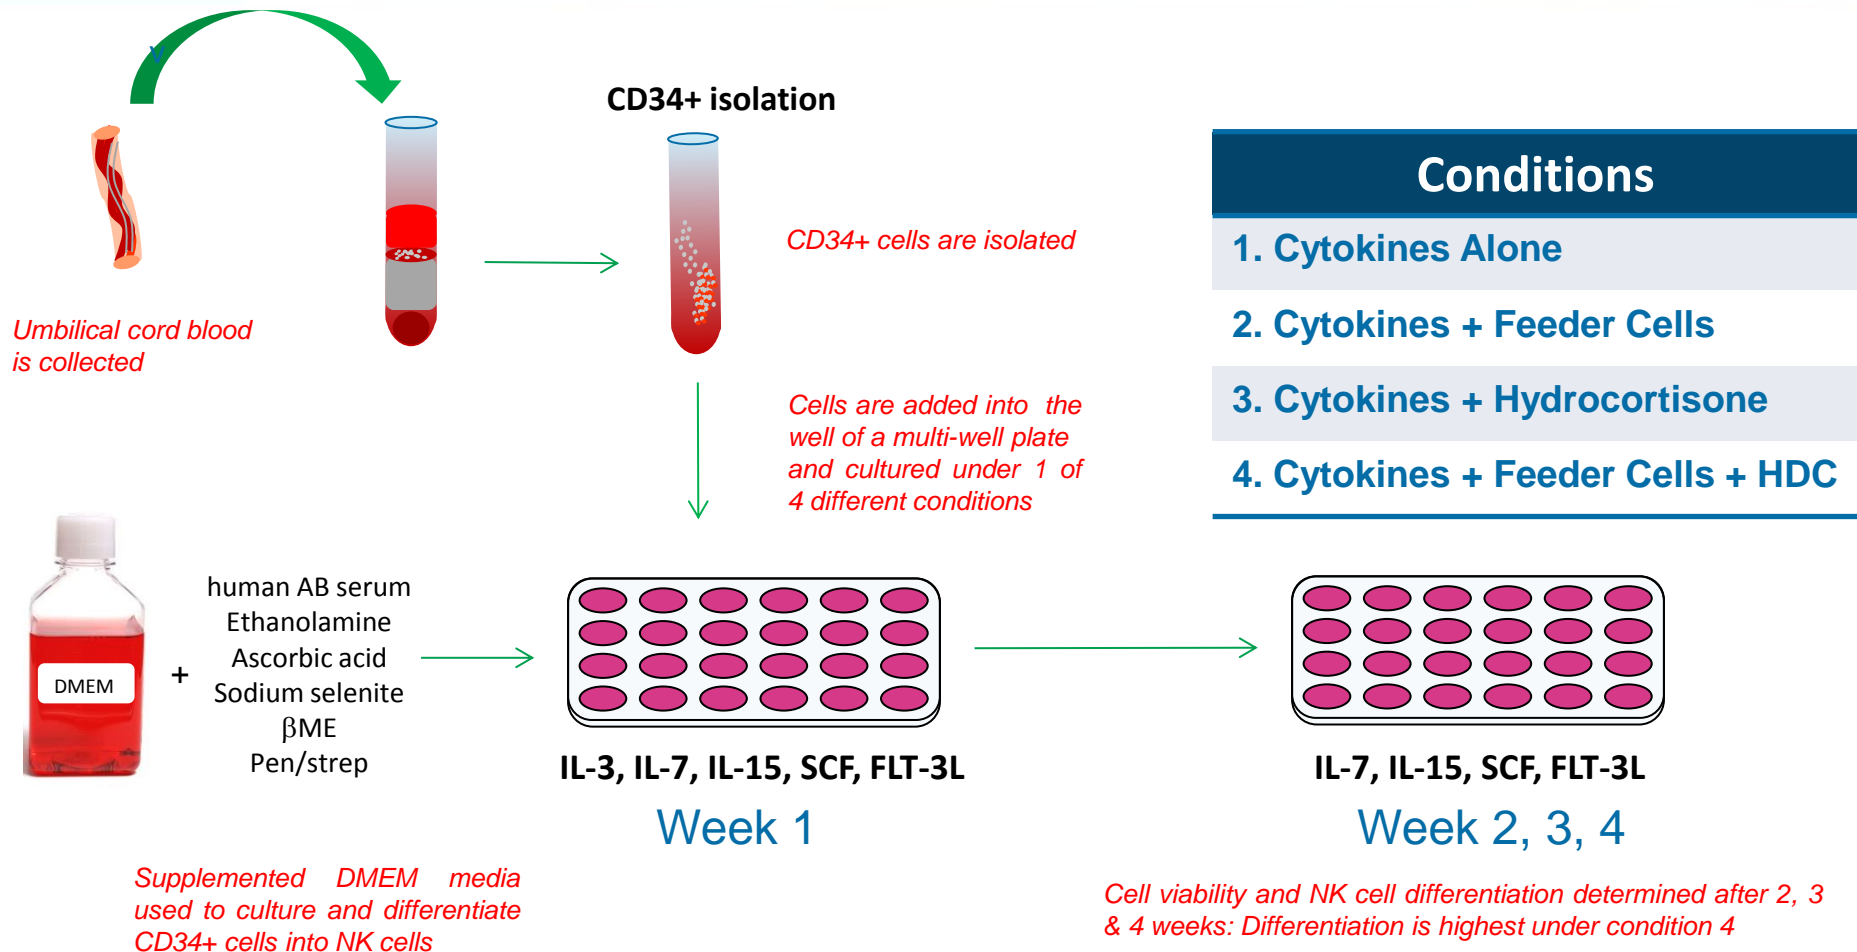 V
CD34+ isolation
CD34+ cells are isolated
Umbilical cord blood
is collected
Cells are added into the
well of a multi-well plate
and cultured under 1 of
4 different conditions
Conditions
1. Cytokines Alone
2. Cytokines + Feeder Cells
3. Cytokines + Hydrocortisone
4. Cytokines + Feeder Cells + HDC
DMEM
+
human AB serum
Ethanolamine
Ascorbic acid
Sodium selenite
βME
Pen/strep
IL-3, IL-7, IL-15, SCF, FLT-3L
Week 1
IL-7, IL-15, SCF, FLT-3L
Week 2, 3, 4
Supplemented DMEM media
used to culture and differentiate
CD34+ cells into NK cells
Cell viability and NK cell differentiation determined after 2, 3
& 4 weeks: Differentiation is highest under condition 4